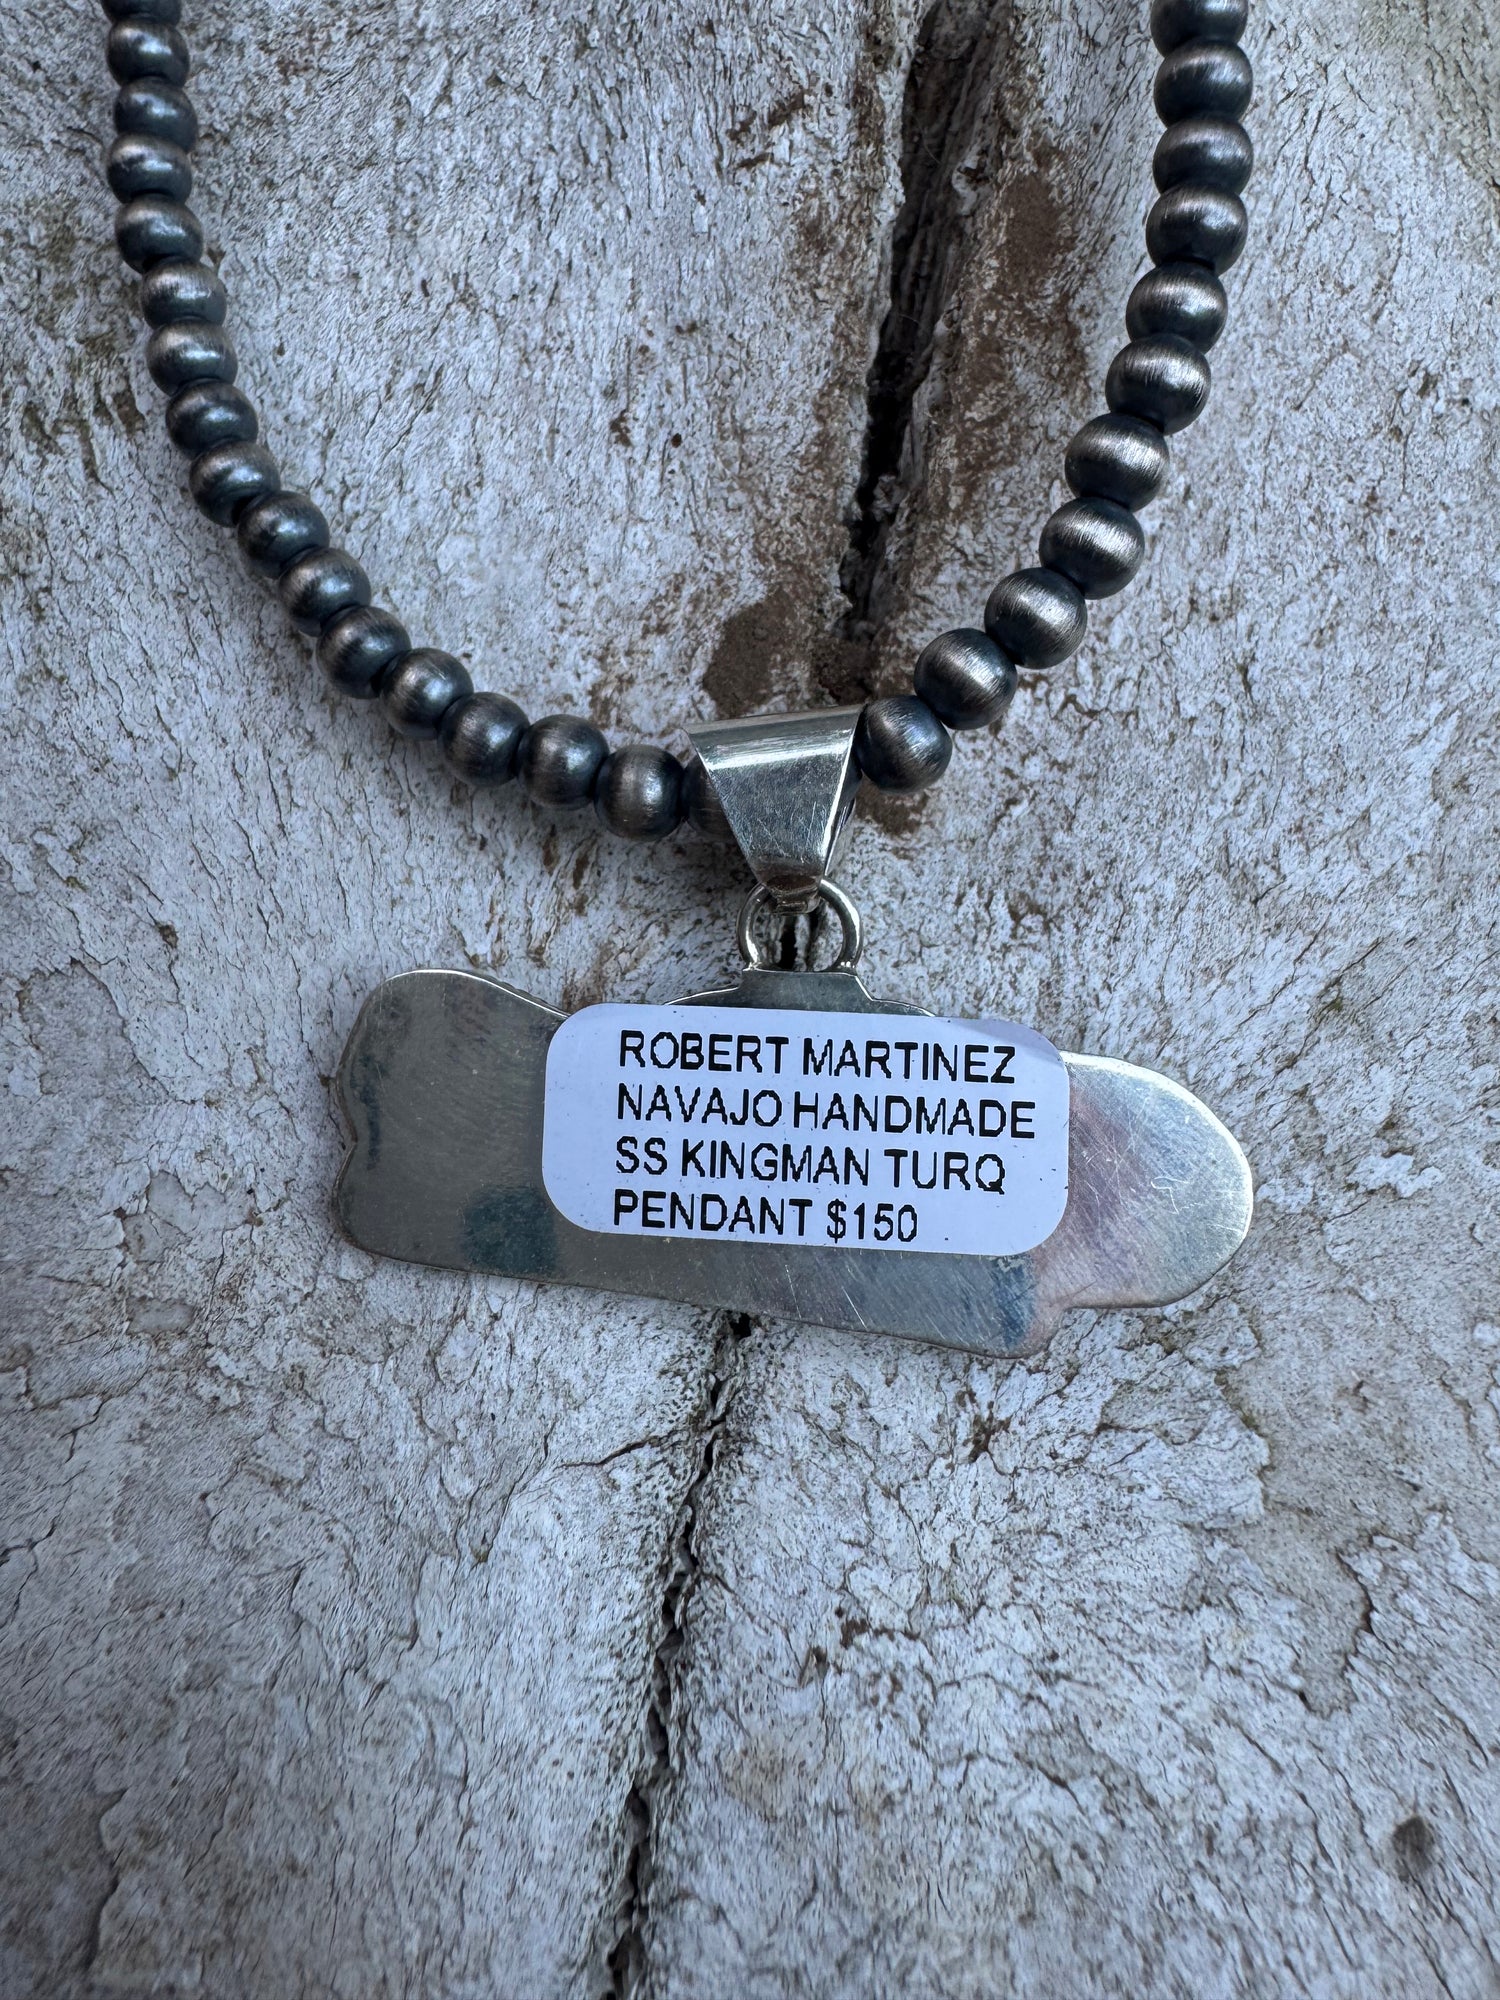 ROBERT MARTINEZ
NAVAJO HANDMADE
SS KINGMAN TURQ
PENDANT $150